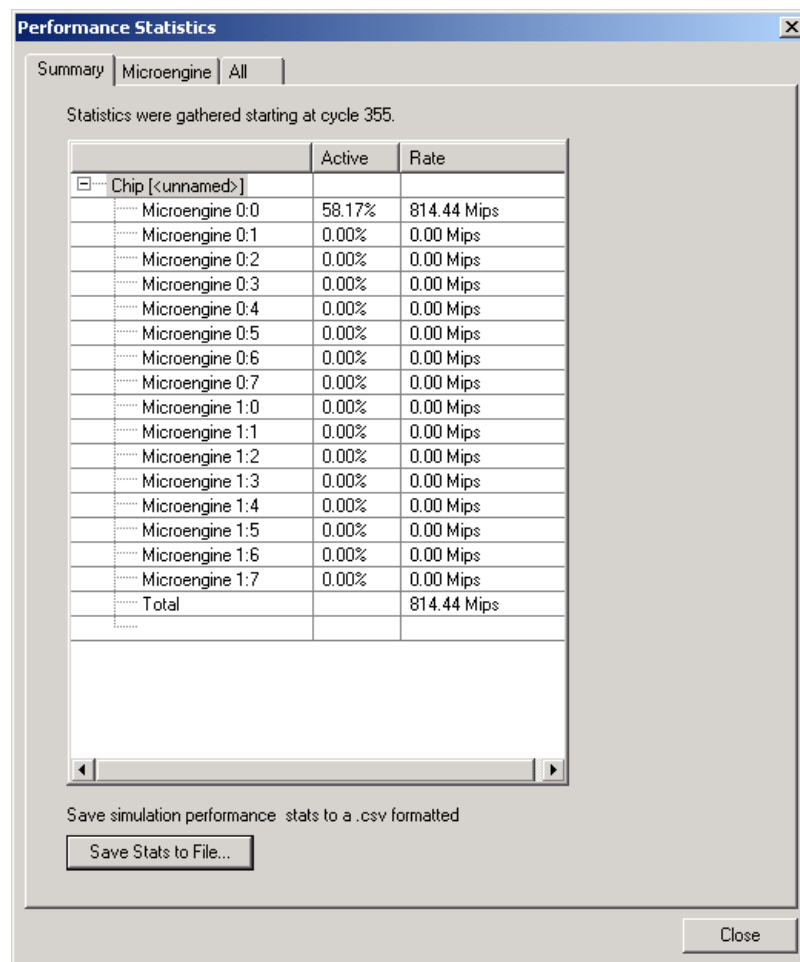 Performance Statistics
Summary Microengine All
Statistics were gathered starting at cycle 355.
Active Rate
Chip [<unnamed>]
Microengine 0:0 58.17% 814.44 Mips
Microengine 0:1 0.00% 0.00 Mips
Microengine 0:2 0.00% 0.00 Mips
Microengine 0:3 0.00% 0.00 Mips
Microengine 0:4 0.00% 0.00 Mips
Microengine 0:5 0.00% 0.00 Mips
Microengine 0:6 0.00% 0.00 Mips
Microengine 0:7 0.00% 0.00 Mips
Microengine 1:0 0.00% 0.00 Mips
Microengine 1:1 0.00% 0.00 Mips
Microengine 1:2 0.00% 0.00 Mips
Microengine 1:3 0.00% 0.00 Mips
Microengine 1:4 0.00% 0.00 Mips
Microengine 1:5 0.00% 0.00 Mips
Microengine 1:6 0.00% 0.00 Mips
Microengine 1:7 0.00% 0.00 Mips
Total 814.44 Mips
Save simulation performance stats to a .csv formatted
Save Stats to File...
Close